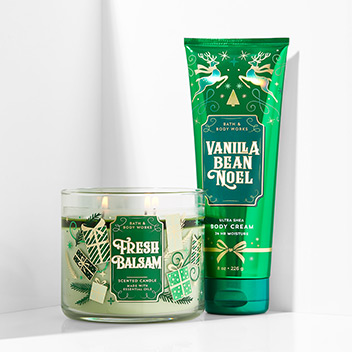 BATH &
BODY WORKS
FRESH
BALSAM
SCENTED CANDLE
MADE WITH
ESSENTIAL OILS
BATH & BODY WORKS
VANILLA
BEAN
NOEL
ULTRA SHEA
BODY CREAM
24 HR MOISTURE
8 oz • 226 g